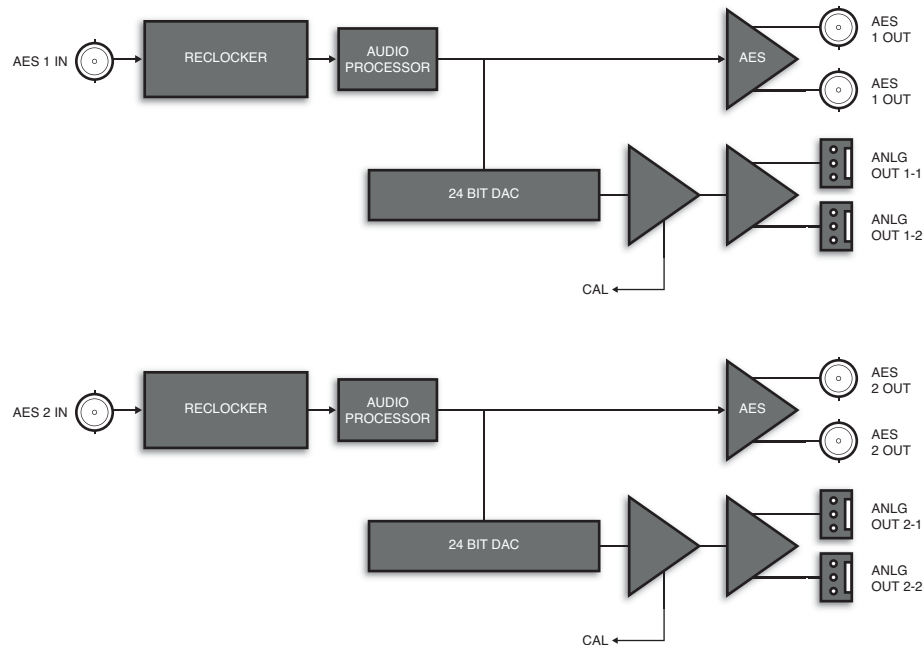 AES 1 IN
RECLOCKER
AUDIO
PROCESSOR
AES
AES
1 OUT
AES
1 OUT
24 BIT DAC
ANLG
OUT 1-1
ANLG
OUT 1-2
CAL
AES 2 IN
RECLOCKER
AUDIO
PROCESSOR
AES
AES
2 OUT
AES
2 OUT
24 BIT DAC
ANLG
OUT 2-1
ANLG
OUT 2-2
CAL